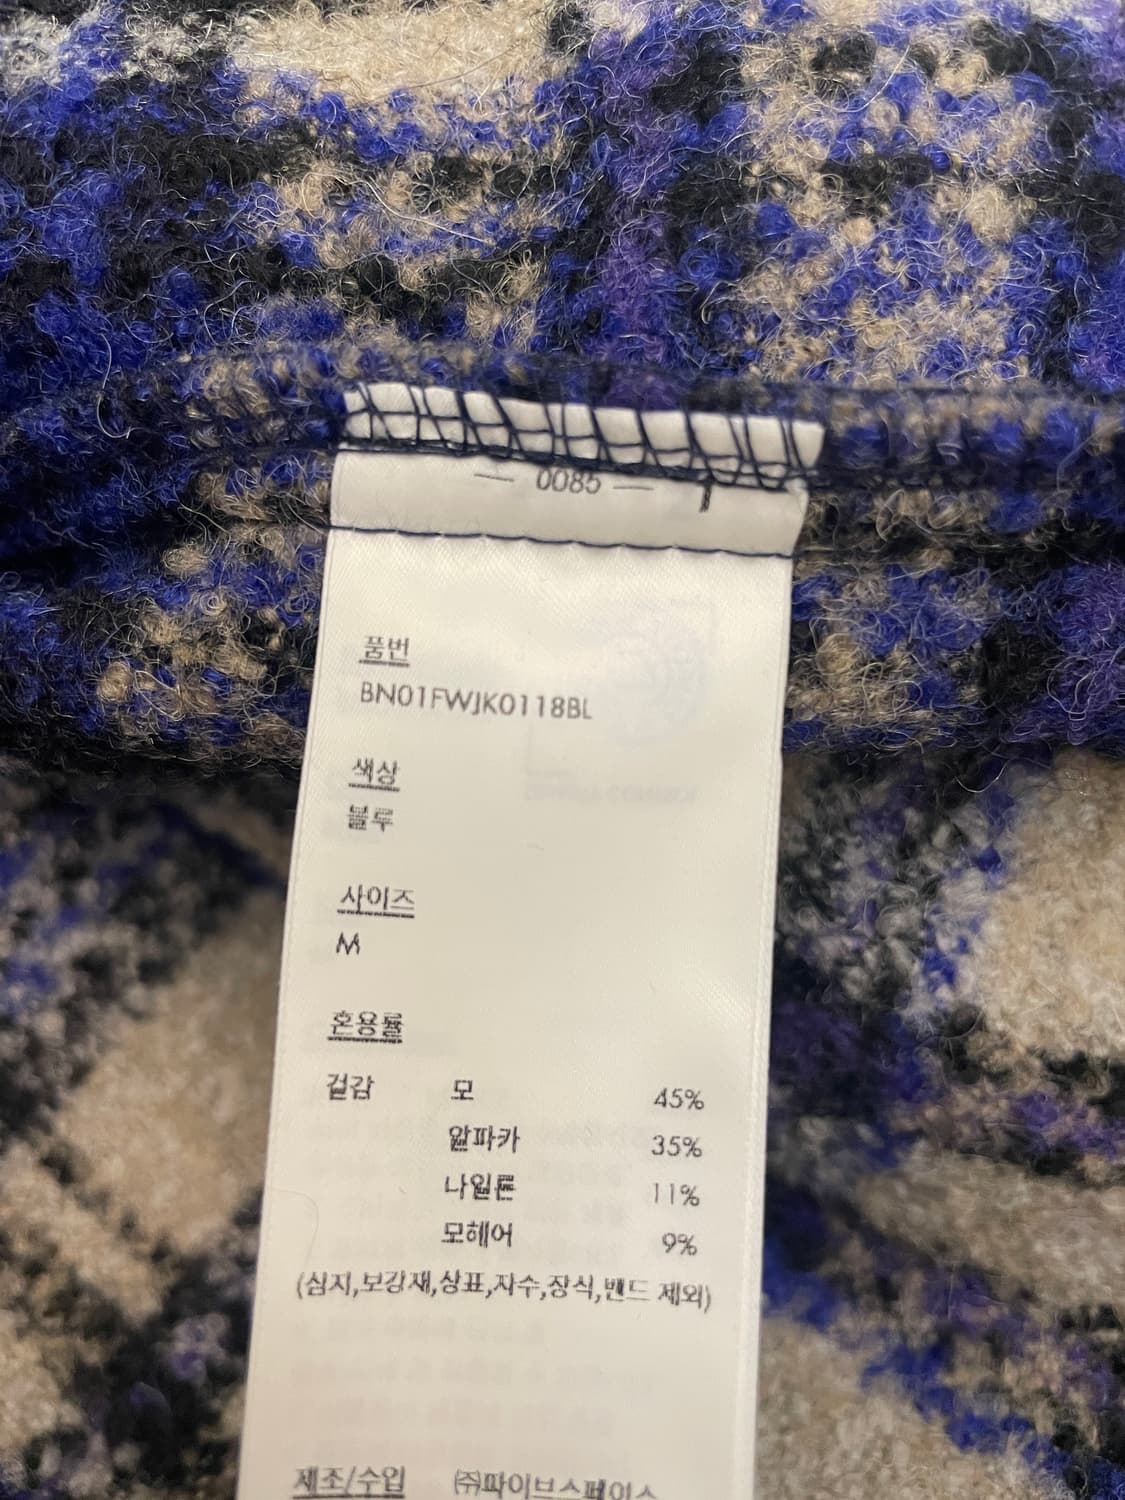 — 0085 —
품번
BN01FWJK0118BL
색상
블루
사이즈
M
혼용률
겉감 모 45%
알파카 35%
나일론 11%
모헤어 9%
(심지,보강재,상표,자수,장식,밴드 제외)
제조/수입 ㈜파이브스페이스